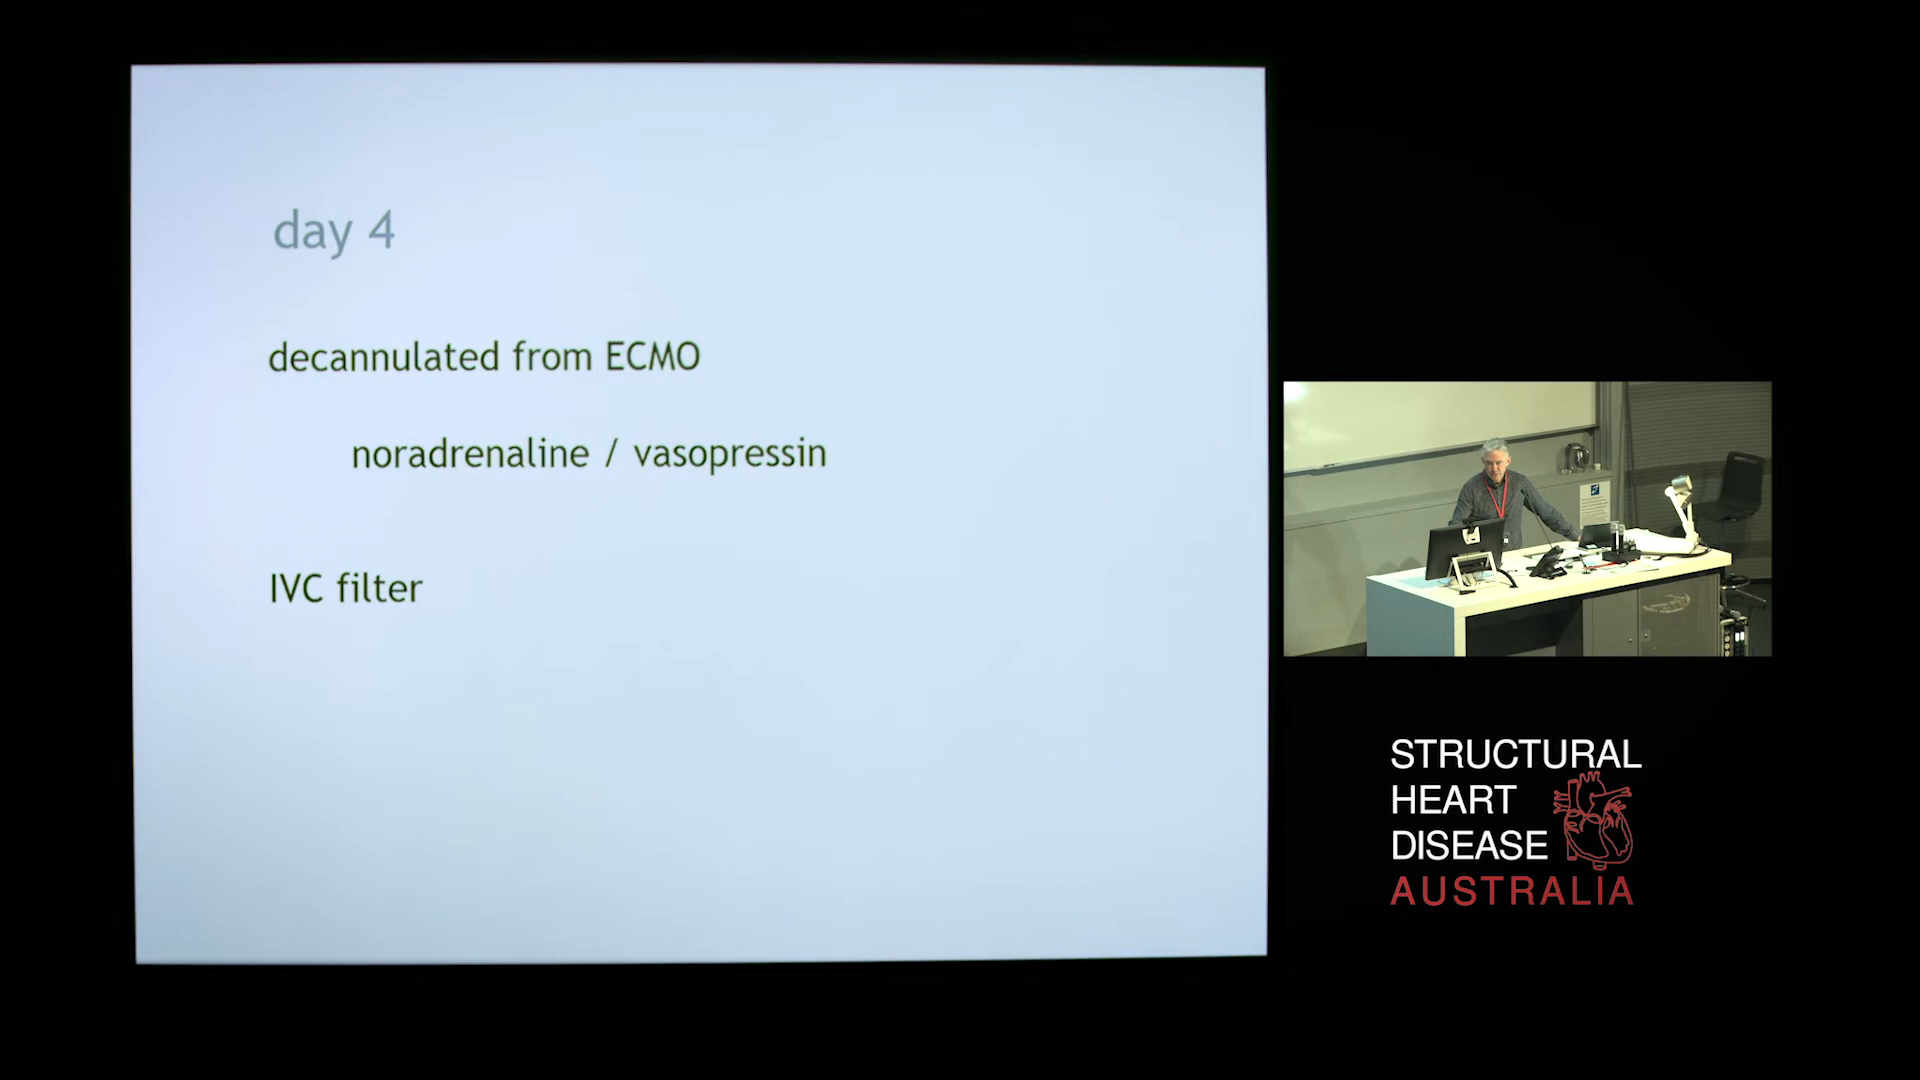 day 4
decannulated from ECMO
noradrenaline / vasopressin
IVC filter
STRUCTURAL
HEART
DISEASE
AUSTRALIA